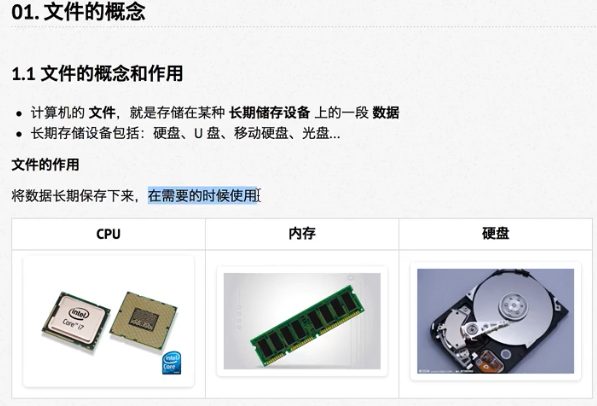 01. 文件的概念
1.1 文件的概念和作用
• 计算机的 文件，就是存储在某种 长期储存设备 上的一段 数据
• 长期存储设备包括：硬盘、U 盘、移动硬盘、光盘...
文件的作用
将数据长期保存下来，在需要的时候使用
CPU 内存 硬盘
intel
Core™ i7
intel
Core